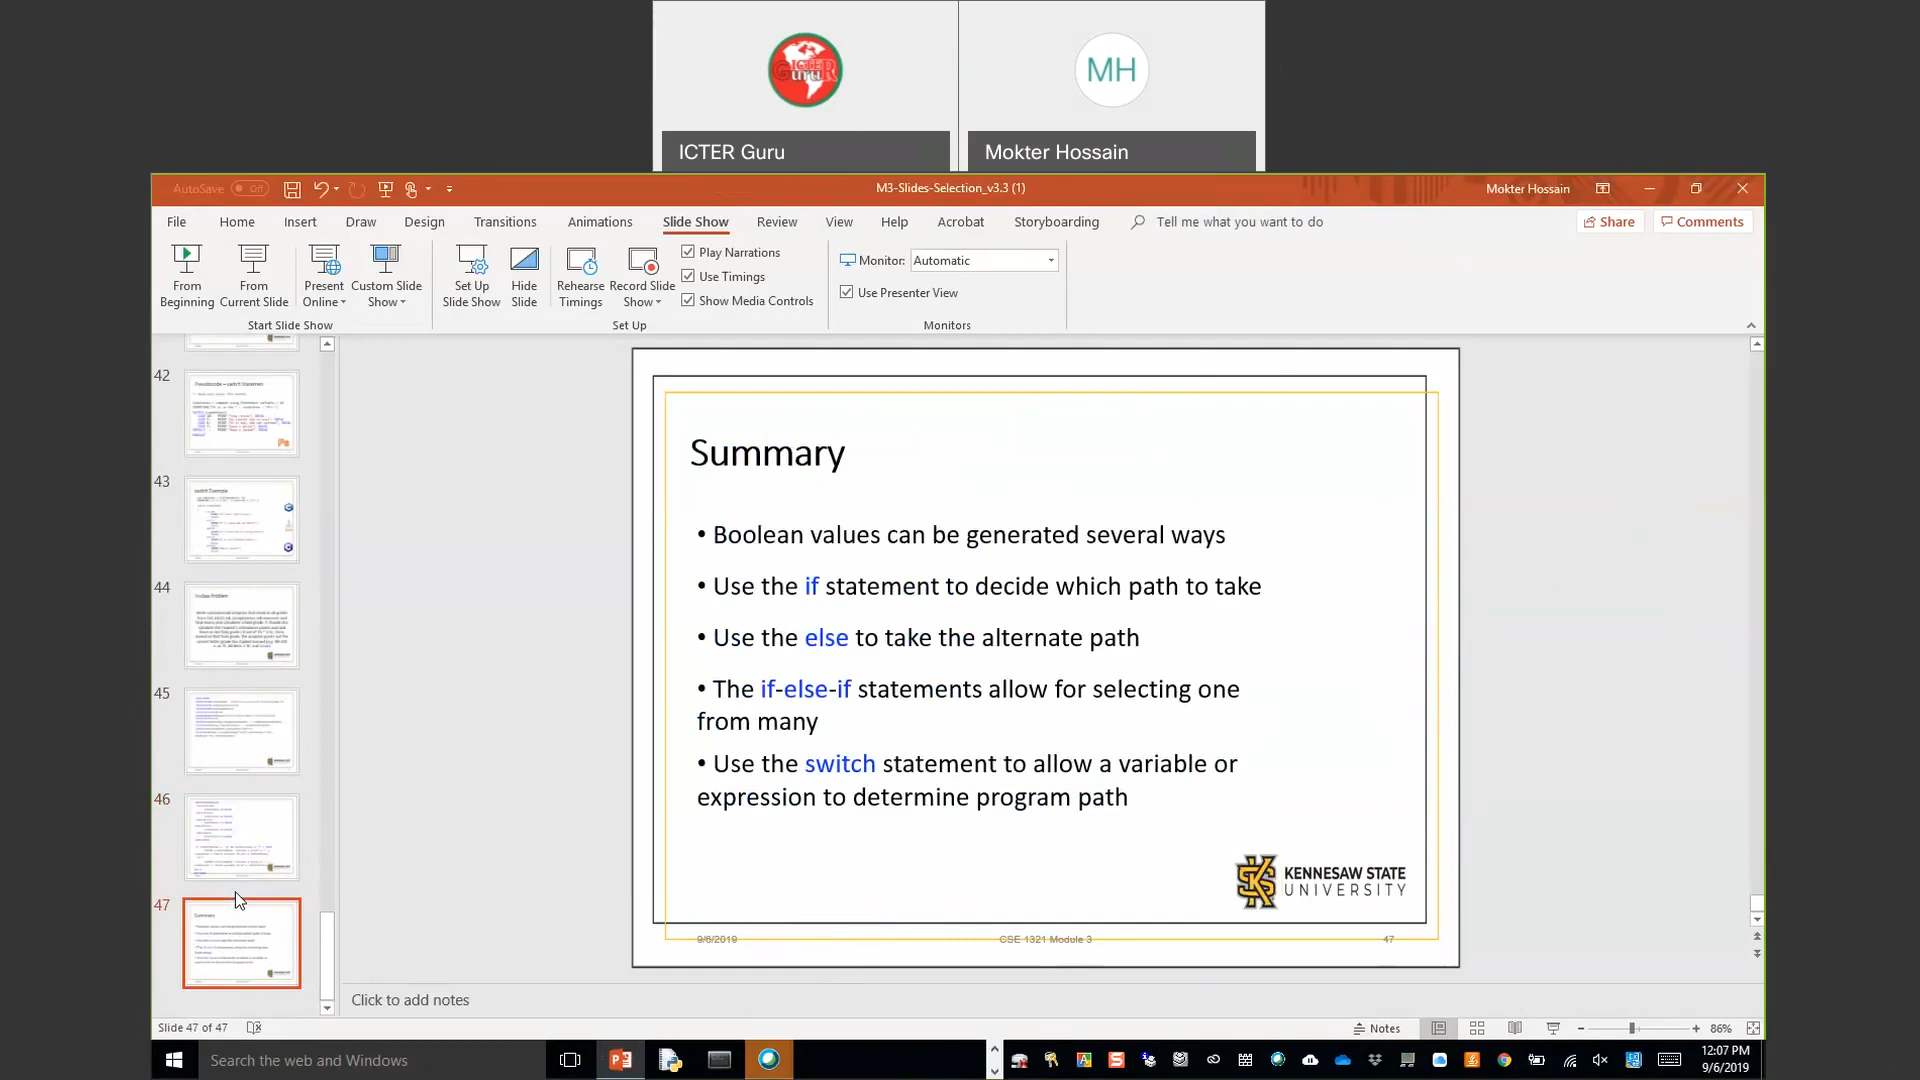 MH
ICTER Guru
Mokter Hossain
AutoSave Off
M3-Slides-Selection_v3.3 (1)
Mokter Hossain
File Home Insert Draw Design Transitions Animations Slide Show Review View Help Acrobat Storyboarding Tell me what you want to do Share Comments
From Beginning
From Current Slide
Present Online
Custom Slide Show
Set Up Slide Show
Hide Slide
Rehearse Timings
Record Slide Show
Play Narrations
Use Timings
Show Media Controls
Monitor: Automatic
Use Presenter View
Start Slide Show
Set Up
Monitors
42
43
44
45
46
47
Summary
Summary
• Boolean values can be generated several ways
• Use the if statement to decide which path to take
• Use the else to take the alternate path
• The if-else-if statements allow for selecting one
from many
• Use the switch statement to allow a variable or
expression to determine program path
KENNESAW STATE
UNIVERSITY
9/6/2019 CSE 1321 Module 3 47
Click to add notes
Slide 47 of 47
Notes
86%
Search the web and Windows
12:07 PM
9/6/2019